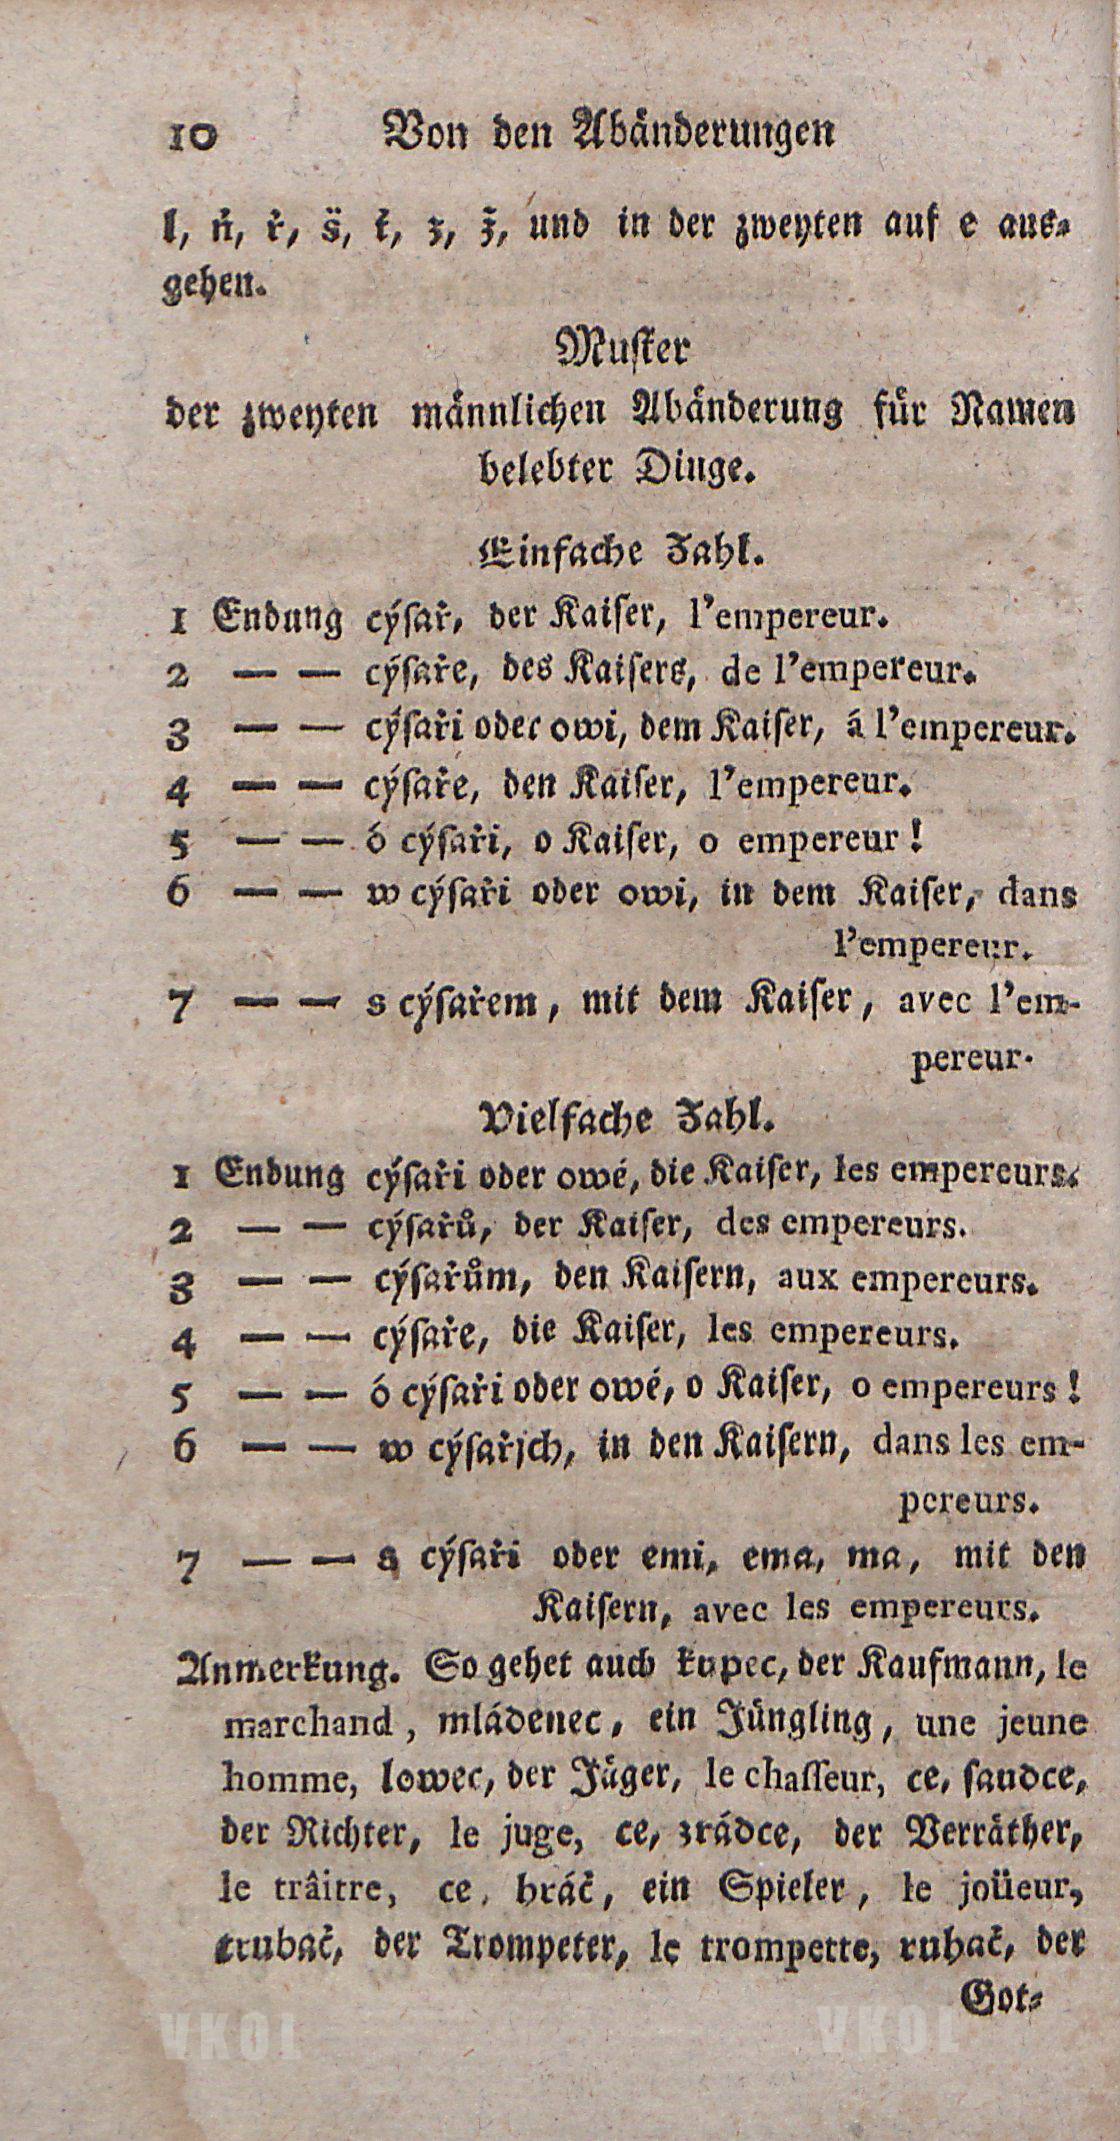 10 Von den Abänderungen
l, ň, ř, š, ť, z, ž, und in der zweyten auf e aus-
gehen.
Muster
der zweyten männlichen Abänderung für Namen
belebter Dinge.
Einfache Zahl.
1 Endung cýsař, der Kaiser, l'empereur.
2 — — cýsaře, des Kaisers, de l'empereur.
3 — — cýsaři oder owi, dem Kaiser, á l'empereur.
4 — — cýsaře, den Kaiser, l'empereur.
5 — — ó cýsaři, o Kaiser, o empereur!
6 — — w cýsaři oder owi, in dem Kaiser, dans
l'empereur.
7 — — s cýsařem, mit dem Kaiser, avec l'em-
pereur.
Vielfache Zahl.
1 Endung cýsaři oder owé, die Kaiser, les empereurs.
2 — — cýsařů, der Kaiser, des empereurs.
3 — — cýsařům, den Kaisern, aux empereurs.
4 — — cýsaře, die Kaiser, les empereurs.
5 — — ó cýsaři oder owé, o Kaiser, o empereurs!
6 — — w cýsařjch, in den Kaisern, dans les em-
pereurs.
7 — — s cýsaři oder emi, ema, ma, mit den
Kaisern, avec les empereurs.
Anmerkung. So gehet auch kupec, der Kaufmann, le
marchand, mládenec, ein Jüngling, une jeune
homme, lowec, der Jäger, le chasseur, ce, saudce,
der Richter, le juge, ce, zrádce, der Verräther,
le trâitre, ce, hráč, ein Spieler, le joüeur,
trubač, der Trompeter, le trompette, ruhač, der
Got-
VKOL VKOL